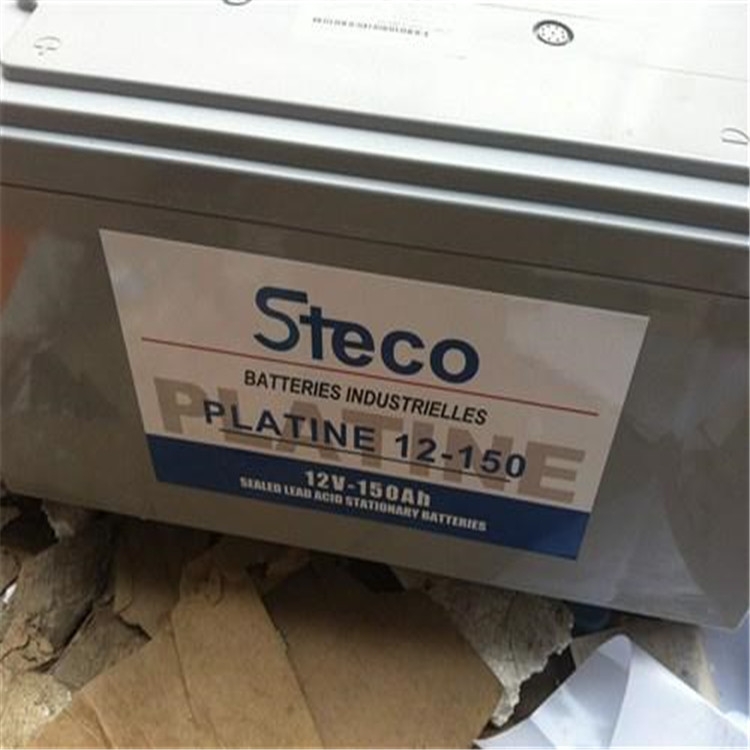 Steco
BATTERIES INDUSTRIELLES
PLATINE
PLATINE 12-150
12V-150Ah
SEALED LEAD ACID STATIONARY BATTERIES